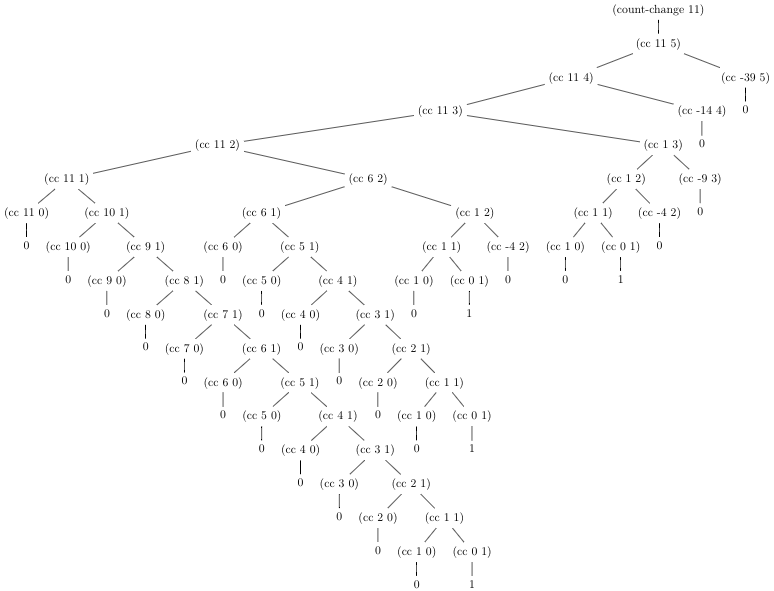 (count-change 11)
(cc 11 5)
(cc 11 4) (cc -39 5)
(cc 11 3) (cc -14 4) 0
(cc 11 2) (cc 1 3) 0
(cc 11 1) (cc 6 2) (cc 1 2) (cc -9 3)
(cc 11 0) (cc 10 1) (cc 6 1) (cc 1 2) (cc 1 1) (cc -4 2) 0
0 (cc 10 0) (cc 9 1) (cc 6 0) (cc 5 1) (cc 1 1) (cc -4 2) (cc 1 0) (cc 0 1) 0
0 (cc 9 0) (cc 8 1) 0 (cc 5 0) (cc 4 1) (cc 1 0) (cc 0 1) 0 0 1
0 (cc 8 0) (cc 7 1) 0 (cc 4 0) (cc 3 1) 0 1
0 (cc 7 0) (cc 6 1) 0 (cc 3 0) (cc 2 1)
0 (cc 6 0) (cc 5 1) 0 (cc 2 0) (cc 1 1)
0 (cc 5 0) (cc 4 1) 0 (cc 1 0) (cc 0 1)
0 (cc 4 0) (cc 3 1) 0 1
0 (cc 3 0) (cc 2 1)
0 (cc 2 0) (cc 1 1)
0 (cc 1 0) (cc 0 1)
0 1